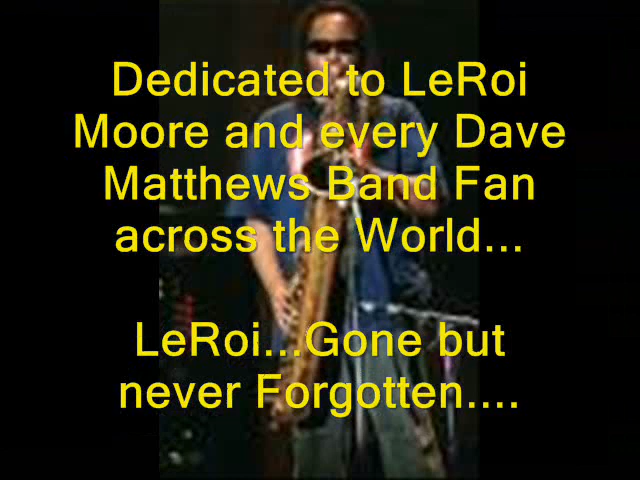 Dedicated to LeRoi
Moore and every Dave
Matthews Band Fan
across the World...
LeRoi...Gone but
never Forgotten....